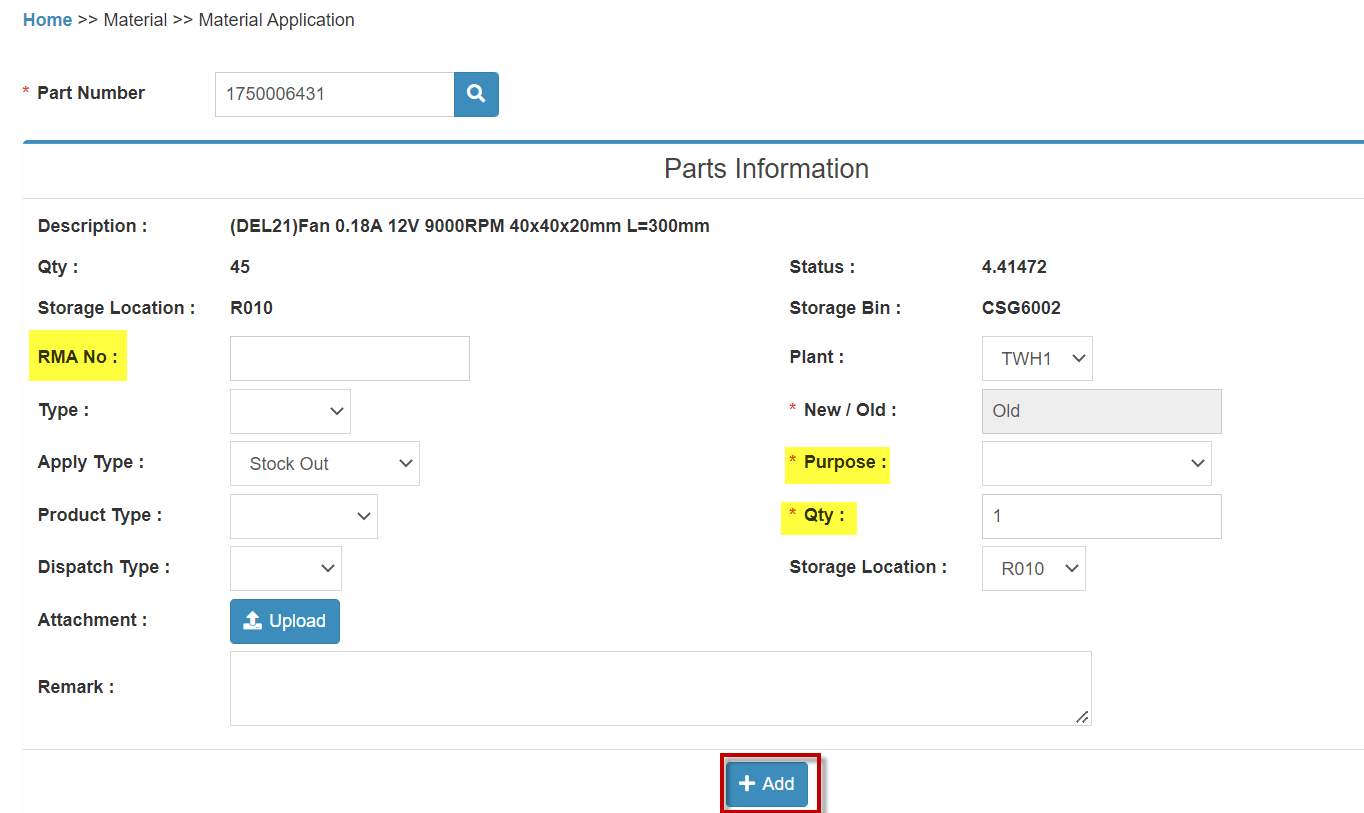 Home >> Material >> Material Application
* Part Number 1750006431
Parts Information
Description : (DEL21)Fan 0.18A 12V 9000RPM 40x40x20mm L=300mm
Qty : 45 Status : 4.41472
Storage Location : R010 Storage Bin : CSG6002
RMA No : Plant : TWH1
Type : * New / Old : Old
Apply Type : Stock Out * Purpose :
Product Type : * Qty : 1
Dispatch Type : Storage Location : R010
Attachment : Upload
Remark :
+ Add